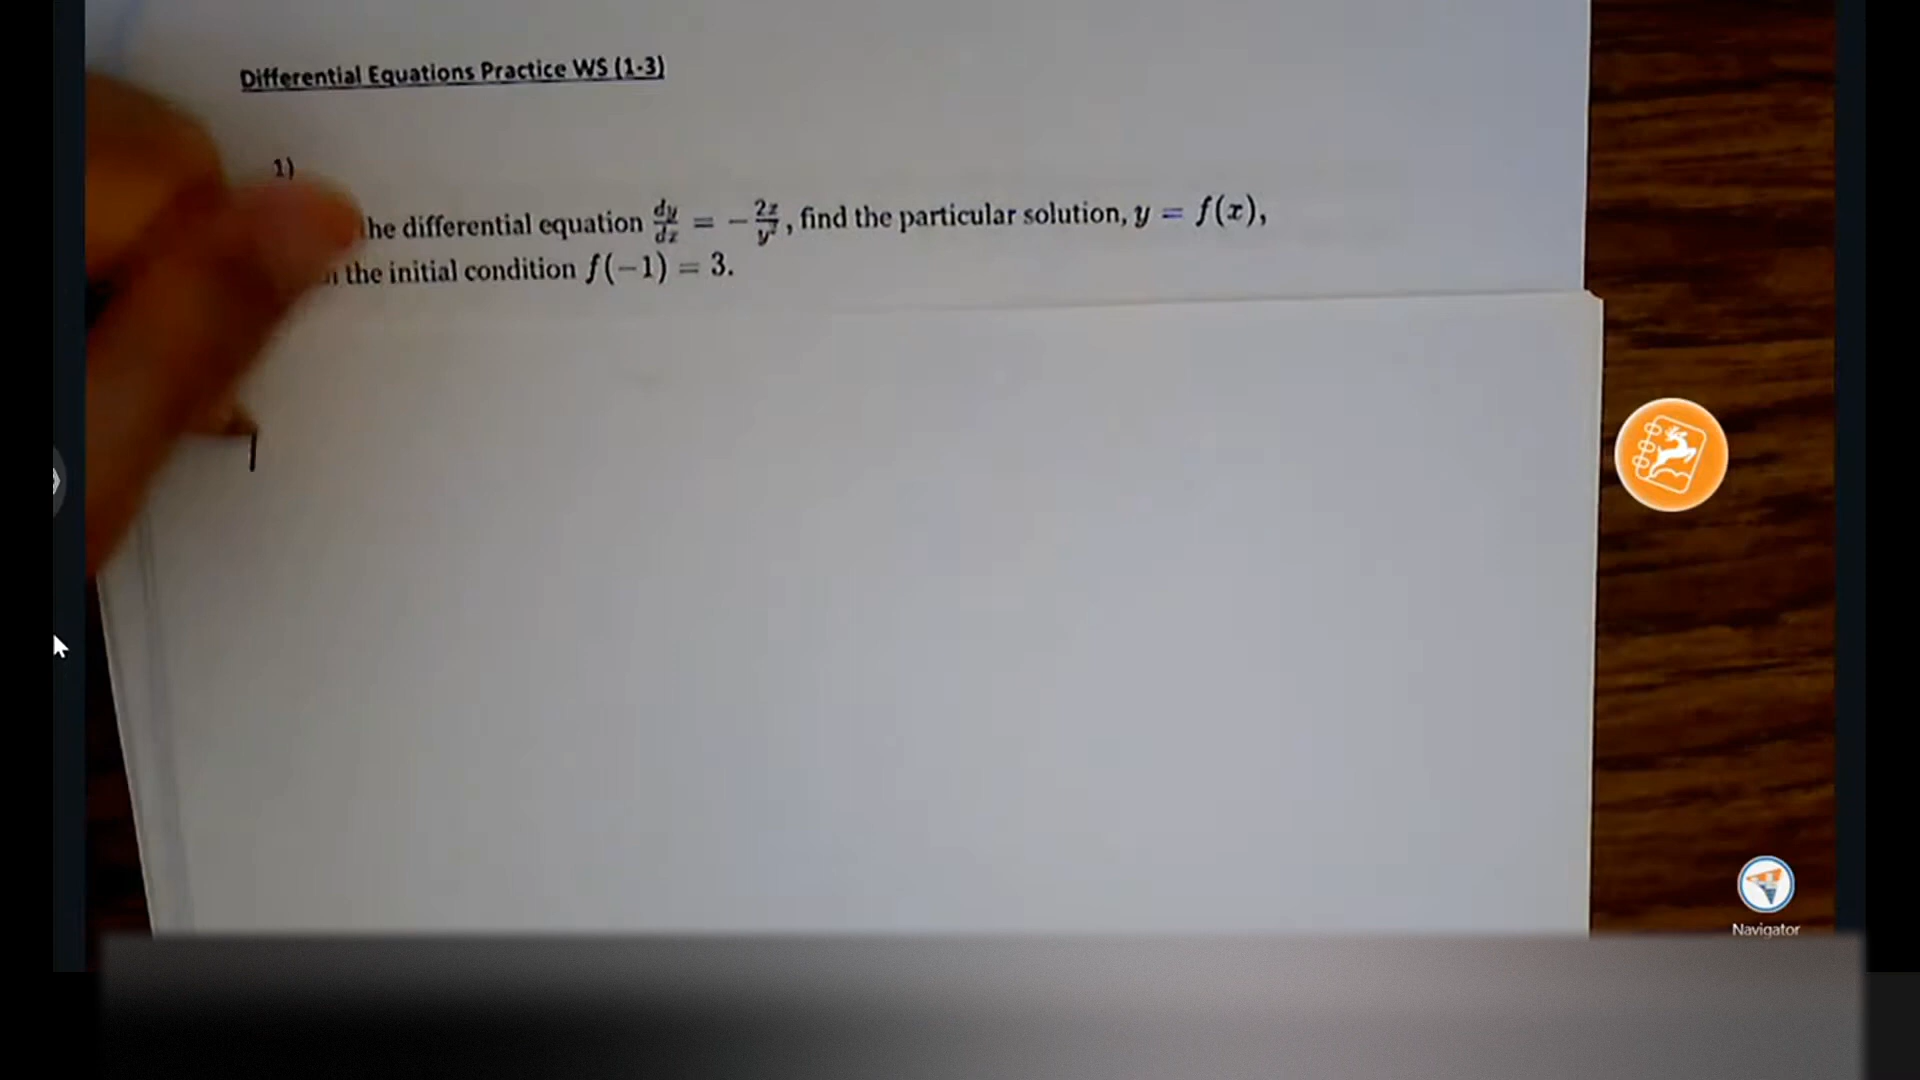 Differential Equations Practice WS (1-3)
1)
he differential equation dy/dx = - 2x/y², find the particular solution, y = f(x),
the initial condition f(-1) = 3.
Navigator